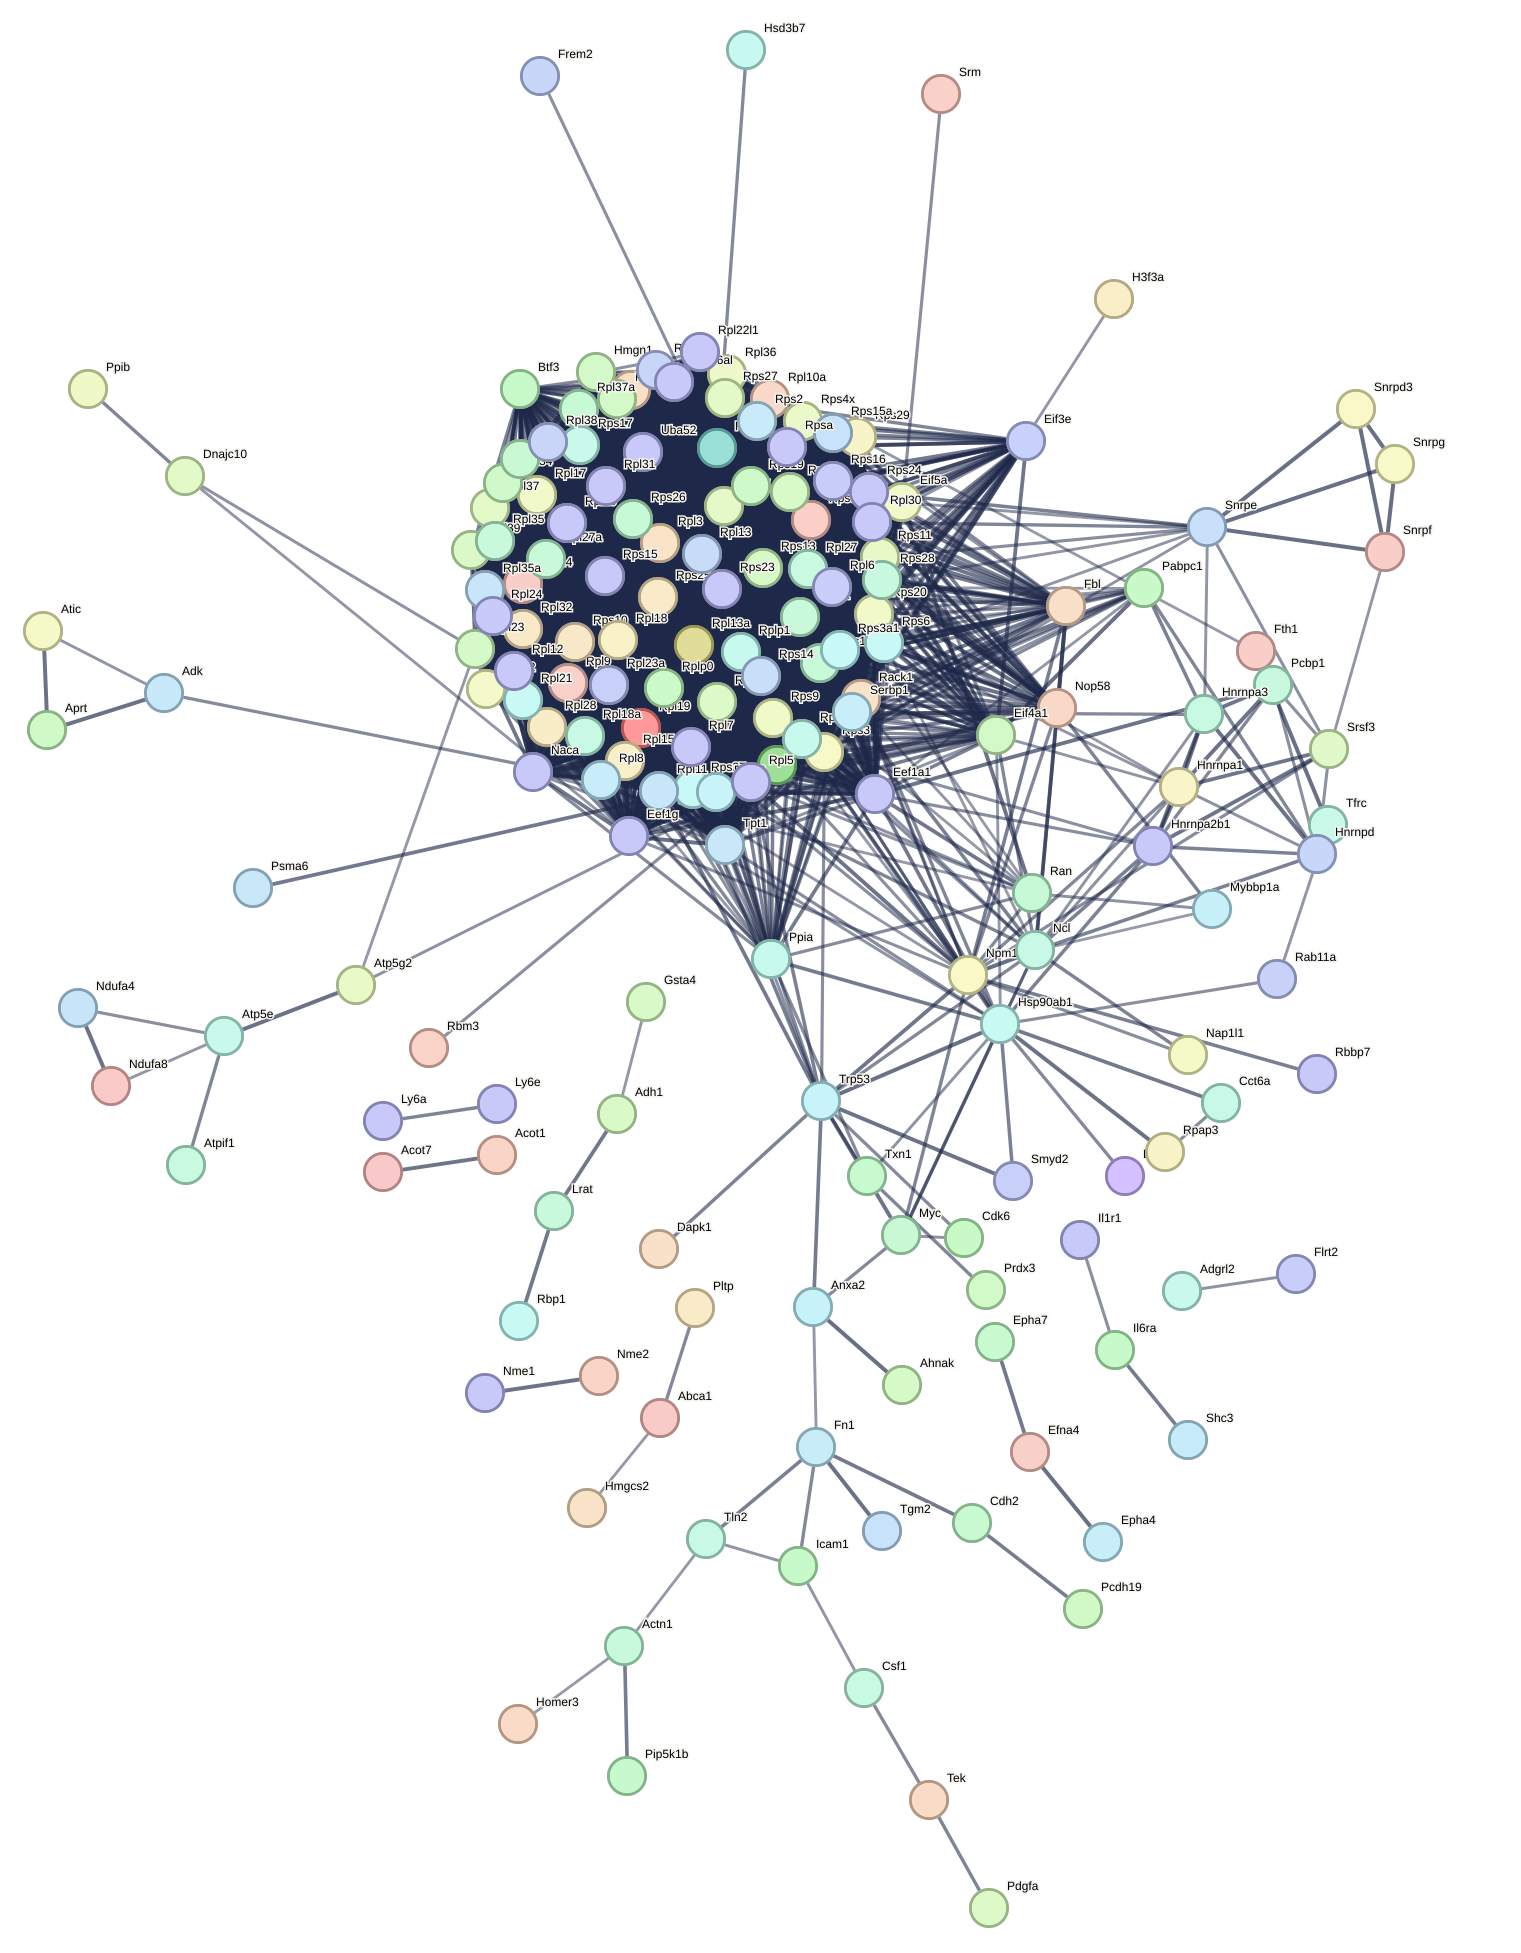 Hsd3b7
Frem2
Srm
H3f3a
Rpl22l1
Hmgn1
Rpl36
Btf3
Ppib
Rpl37a
Rps27
Rpl10a
Rps2
Rps4x
Rps15a
Rps29
Snrpd3
Rpl38
Rps17
Uba52
Rpsa
Eif3e
Dnajc10
Snrpg
Rpl17
Rpl31
Rps16
Rps24
Eif5a
Rpl30
Rpl35
Rps26
Rpl3
Rpl13
Snrpe
Rps11
Snrpf
Rps15
Rps13
Rpl27
Rps28
Rpl35a
Rps23
Rpl6
Fbl
Pabpc1
Rpl24
Rps20
Atic
Rpl32
Rps10
Rpl18
Rpl13a
Rplp1
Rps3a1
Rps6
Fth1
Rpl12
Rpl9
Rpl23a
Rplp0
Rps14
Pcbp1
Adk
Rpl21
Rack1
Serbp1
Nop58
Hnrnpa3
Aprt
Rpl28
Rpl18a
Rpl19
Rpl7
Rps9
Eif4a1
Srsf3
Naca
Rpl15
Rpl8
Rpl5
Rps3
Rpl11
Eef1a1
Hnrnpa1
Tfrc
Eef1g
Tpt1
Hnrnpa2b1
Hnrnpd
Psma6
Ran
Mybbp1a
Ppia
Ncl
Atp5g2
Npm1
Rab11a
Ndufa4
Atp5e
Gsta4
Hsp90ab1
Rbm3
Nap1l1
Ndufa8
Rbbp7
Ly6a
Ly6e
Adh1
Trp53
Cct6a
Atpif1
Acot7
Acot1
Txn1
Smyd2
Rpap3
Lrat
Dapk1
Myc
Cdk6
Il1r1
Flrt2
Adgrl2
Prdx3
Rbp1
Pltp
Anxa2
Epha7
Il6ra
Nme1
Nme2
Ahnak
Abca1
Fn1
Efna4
Shc3
Hmgcs2
Tgm2
Cdh2
Epha4
Tln2
Icam1
Pcdh19
Actn1
Csf1
Homer3
Pip5k1b
Tek
Pdgfa